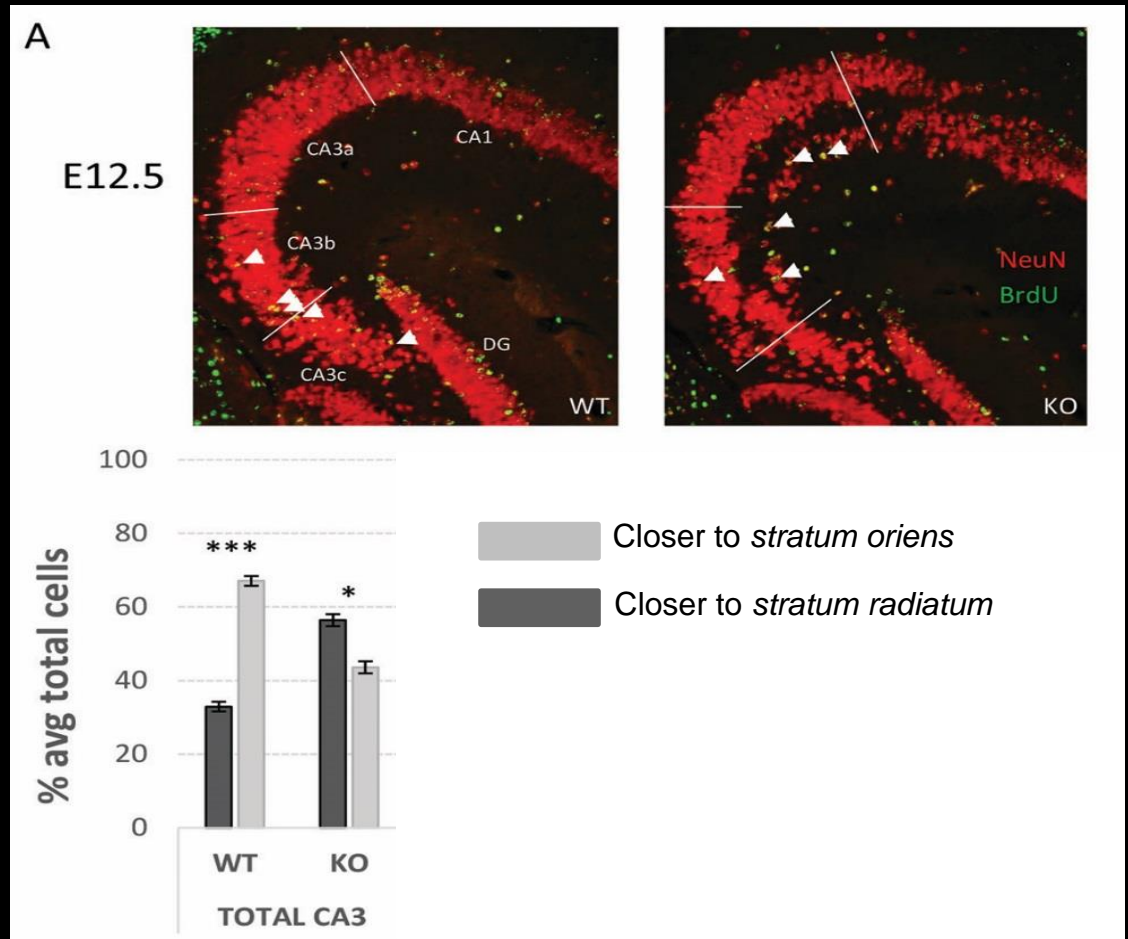 A
E12.5
CA3a
CA1
CA3b
CA3c
DG
WT
NeuN
BrdU
KO
% avg total cells
100
80
60
40
20
0
***
*
WT
KO
TOTAL CA3
Closer to stratum oriens
Closer to stratum radiatum